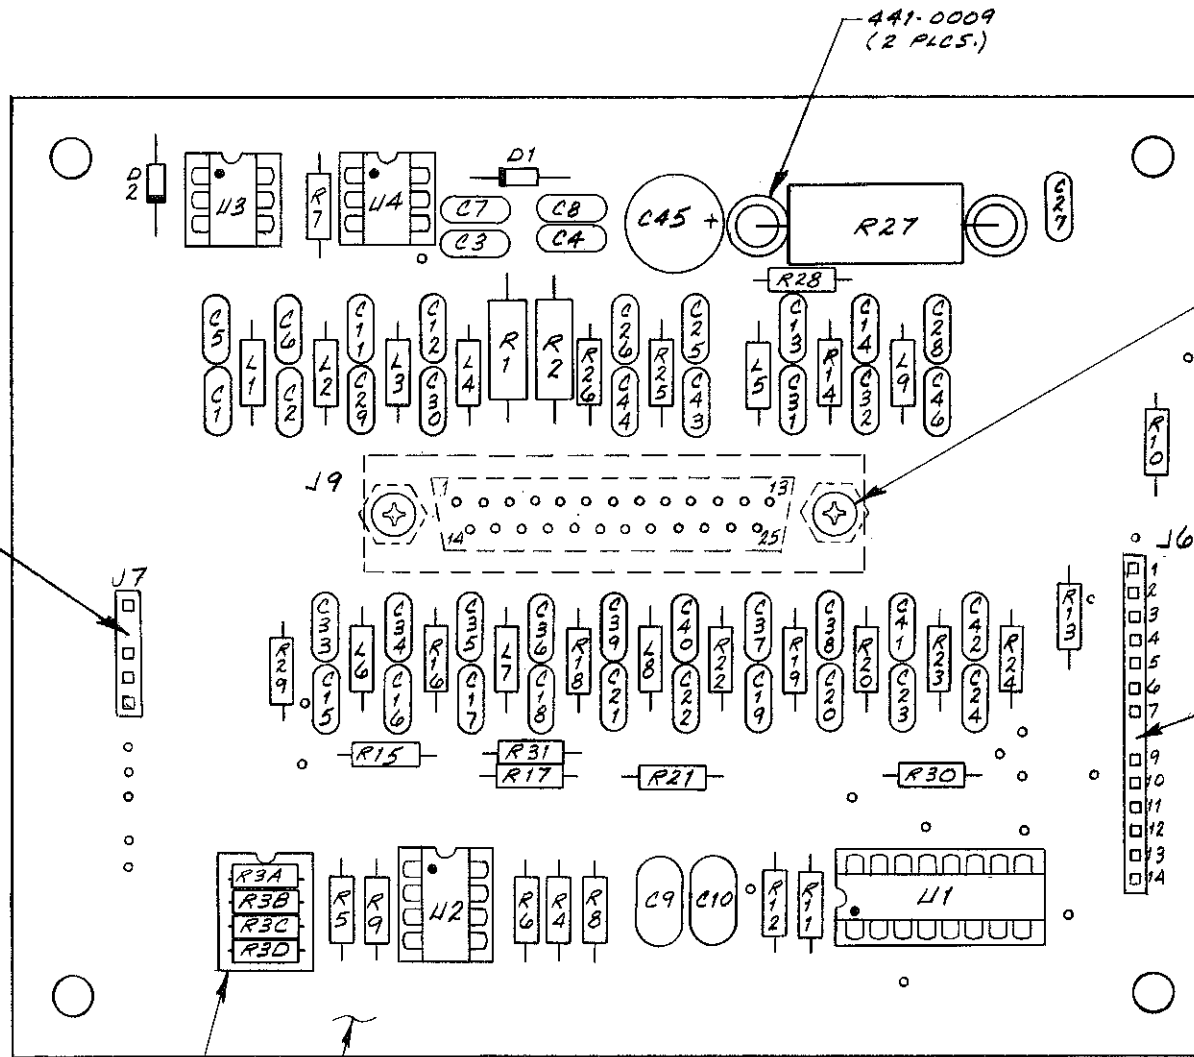 441-0009
(2 PLCS.)
D2
U3
R7
U4
D1
C7
C3
C8
C4
C45 +
R27
C27
R28
C5
C1
L1
C6
C2
L2
C11
C29
L3
C12
C30
L4
R1
R2
R26
C26
C44
R25
C25
C43
L5
C13
C31
R14
C14
C32
L9
C28
C46
R10
J9
1
13
14
25
J7
J6
1
2
3
4
5
6
7
9
10
11
12
13
14
R13
R29
C33
C15
L6
C34
C16
R16
C35
C17
L7
C36
C18
R18
C39
C21
L8
C40
C22
R22
C37
C19
R19
C38
C20
R20
C41
C23
R23
C42
C24
R24
R15
R31
R17
R21
R30
R3A
R3B
R3C
R3D
R5
R9
U2
R6
R4
R8
C9
C10
R12
R11
U1